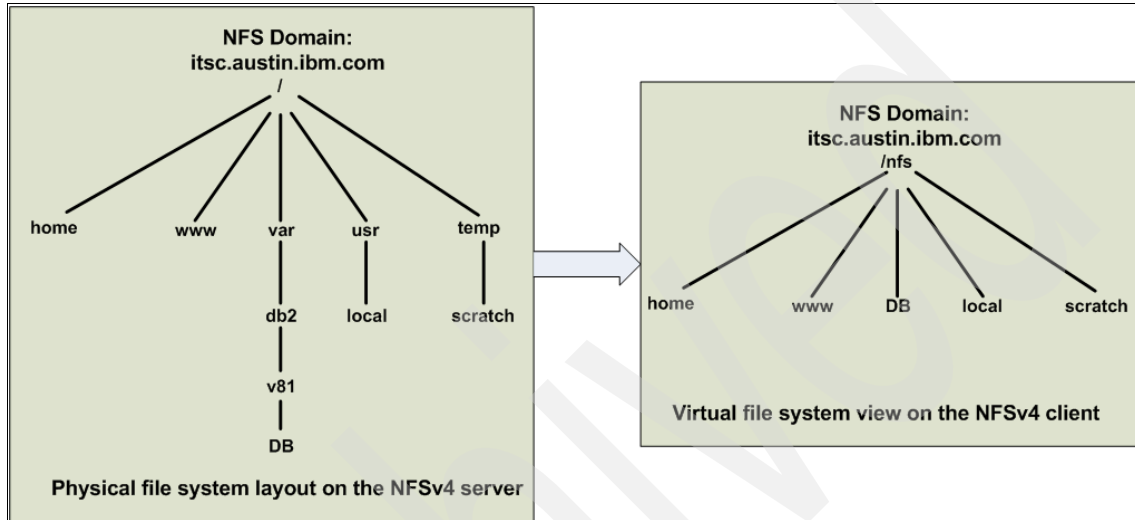 NFS Domain:
itsc.austin.ibm.com
/
home
www
var
usr
temp
db2
local
scratch
v81
DB
Physical file system layout on the NFSv4 server
NFS Domain:
itsc.austin.ibm.com
/nfs
home
www
DB
local
scratch
Virtual file system view on the NFSv4 client